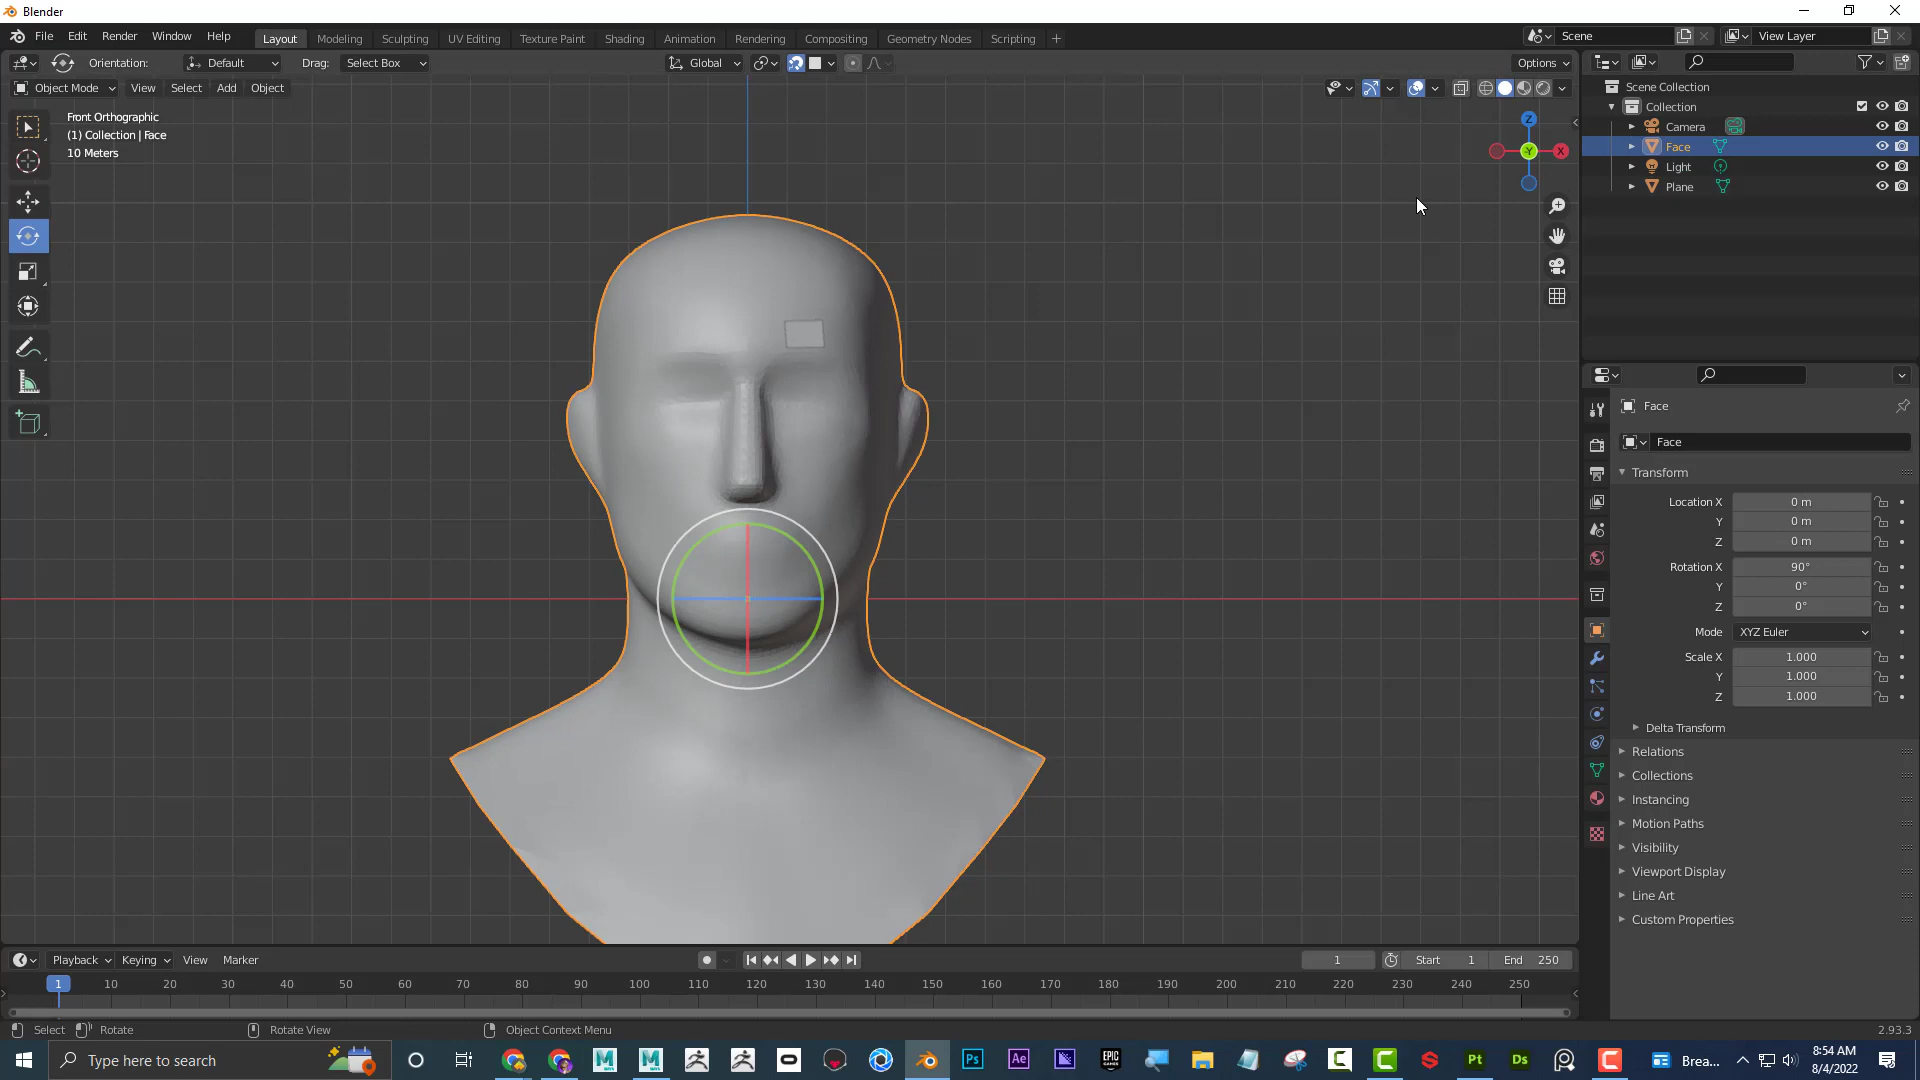 Blender
File Edit Render Window Help
Layout Modeling Sculpting UV Editing Texture Paint Shading Animation Rendering Compositing Geometry Nodes Scripting
Scene
View Layer
Orientation: Default Drag: Select Box Global Options
Object Mode View Select Add Object
Front Orthographic
(1) Collection | Face
10 Meters
Z
Y X
Scene Collection
Collection
Camera
Face
Light
Plane
Face
Face
Transform
Location X 0 m
Y 0 m
Z 0 m
Rotation X 90°
Y 0°
Z 0°
Mode XYZ Euler
Scale X 1.000
Y 1.000
Z 1.000
Delta Transform
Relations
Collections
Instancing
Motion Paths
Visibility
Viewport Display
Line Art
Custom Properties
Playback Keying View Marker 1 Start 1 End 250
1 10 20 30 40 50 60 70 80 90 100 110 120 130 140 150 160 170 180 190 200 210 220 230 240 250
Select Rotate Rotate View Object Context Menu 2.93.3
Type here to search
M M Ps Ae EPIC GAMES C C S Pt Ds C
Brea...
8:54 AM
8/4/2022